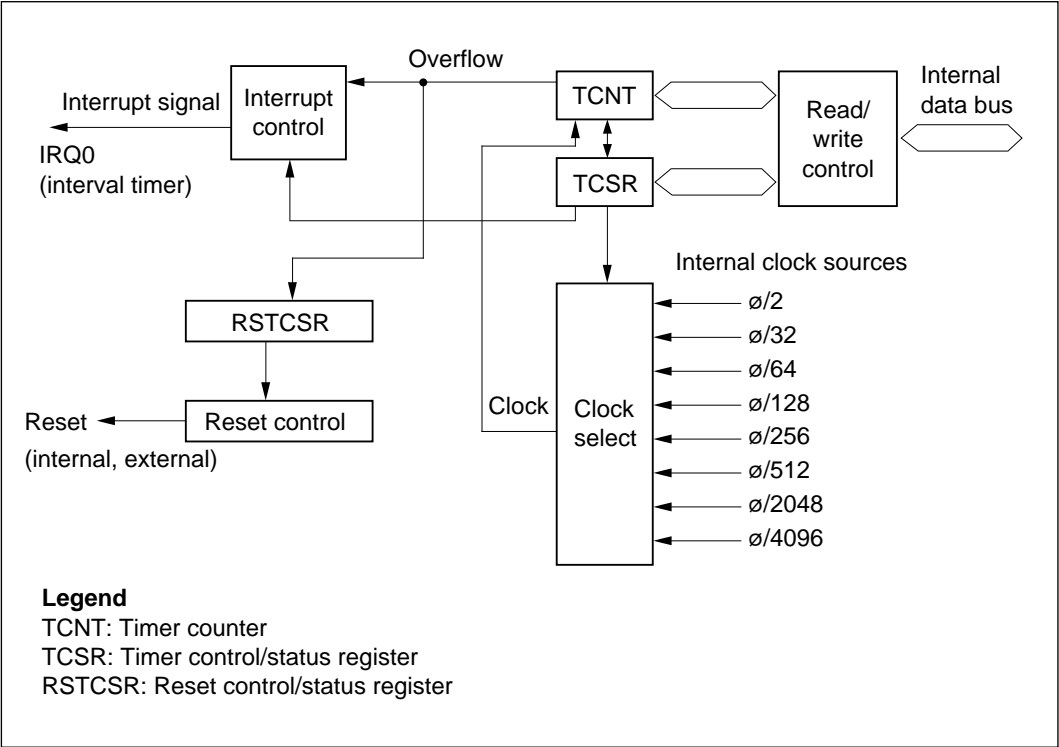 Overflow
Interrupt signal
Interrupt
control
IRQ0
(interval timer)
TCNT
TCSR
Read/
write
control
Internal
data bus
Internal clock sources
RSTCSR
Reset control
Reset
(internal, external)
Clock
Clock
select
ø/2
ø/32
ø/64
ø/128
ø/256
ø/512
ø/2048
ø/4096
Legend
TCNT: Timer counter
TCSR: Timer control/status register
RSTCSR: Reset control/status register